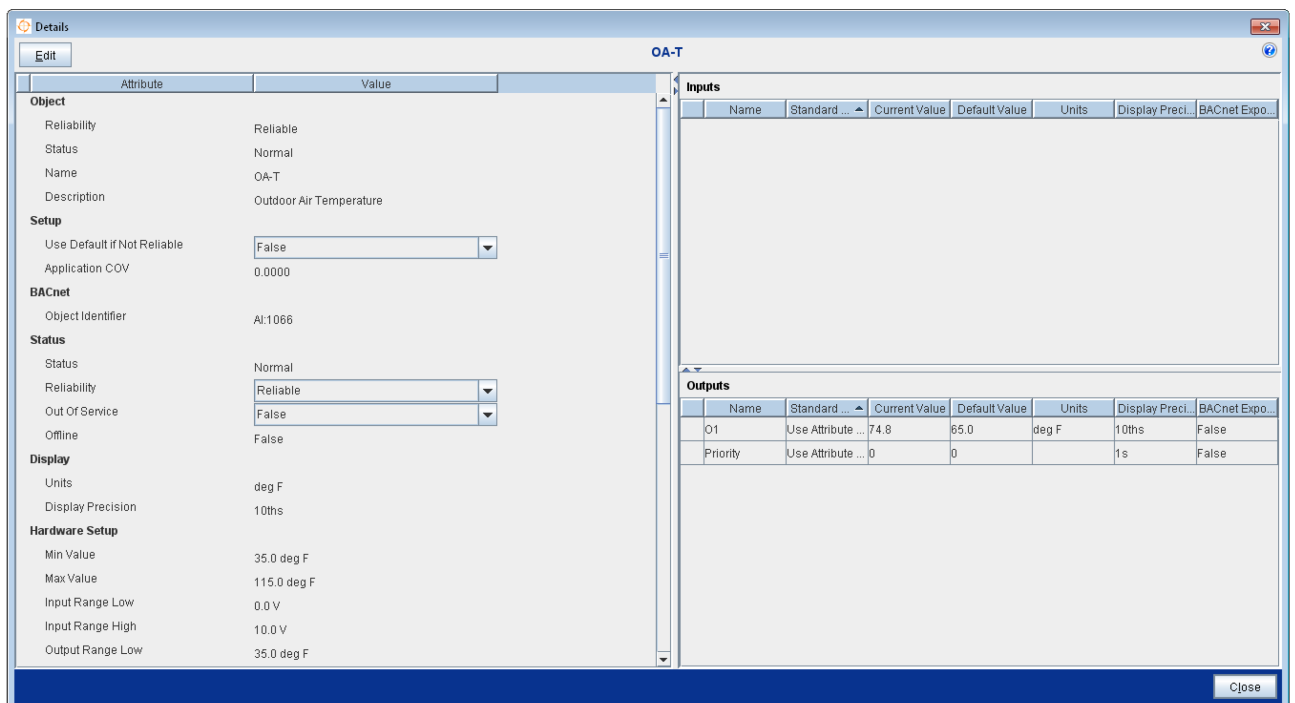 Details
Edit
OA-T
Attribute Value
Object
Reliability Reliable
Status Normal
Name OA-T
Description Outdoor Air Temperature
Setup
Use Default if Not Reliable False
Application COV 0.0000
BACnet
Object Identifier AI:1066
Status
Status Normal
Reliability Reliable
Out Of Service False
Offline False
Display
Units deg F
Display Precision 10ths
Hardware Setup
Min Value 35.0 deg F
Max Value 115.0 deg F
Input Range Low 0.0 V
Input Range High 10.0 V
Output Range Low 35.0 deg F
Inputs
Name Standard ... Current Value Default Value Units Display Preci... BACnet Expo...
Outputs
Name Standard ... Current Value Default Value Units Display Preci... BACnet Expo...
O1 Use Attribute ... 74.8 65.0 deg F 10ths False
Priority Use Attribute ... 0 0 1s False
Close